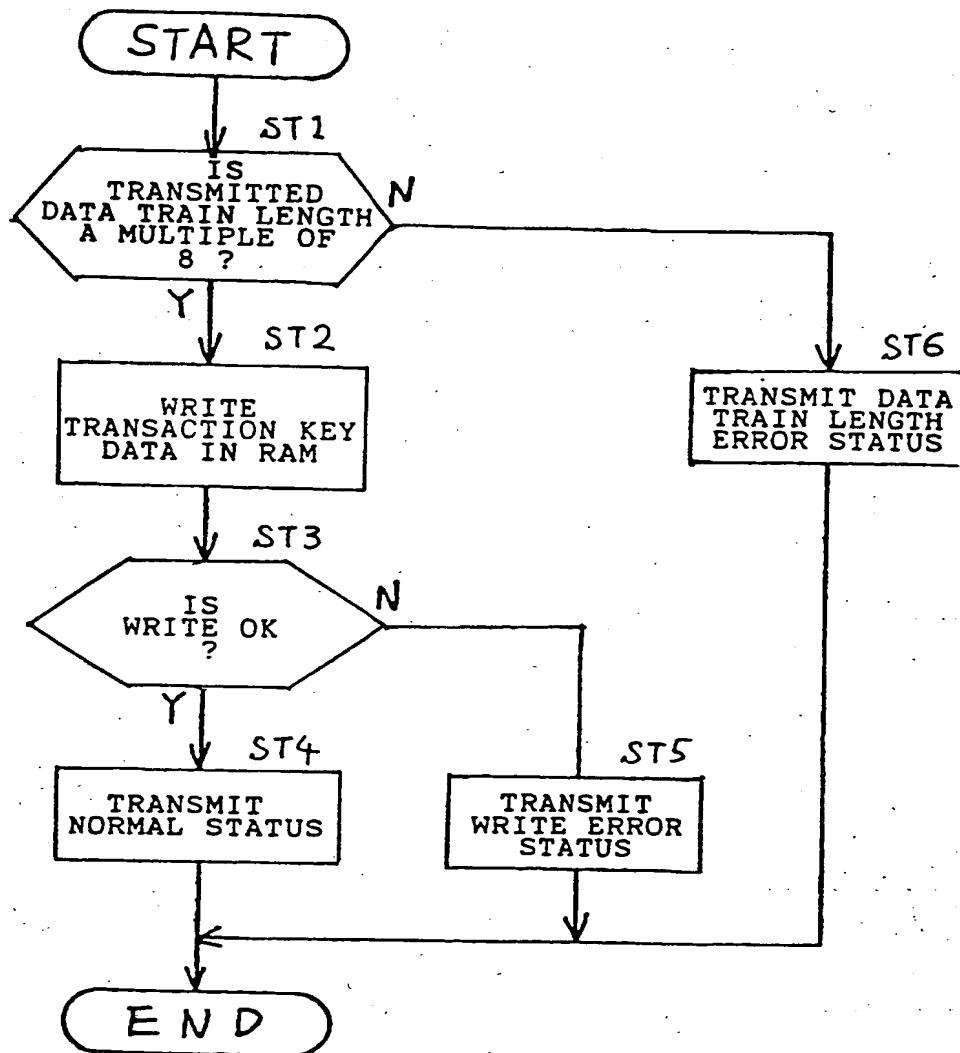 START
ST1
IS
TRANSMITTED
DATA TRAIN LENGTH
A MULTIPLE OF
8 ?
N
Y
ST2
WRITE
TRANSACTION KEY
DATA IN RAM
ST6
TRANSMIT DATA
TRAIN LENGTH
ERROR STATUS
ST3
IS
WRITE OK
?
N
Y
ST4
TRANSMIT
NORMAL STATUS
ST5
TRANSMIT
WRITE ERROR
STATUS
END